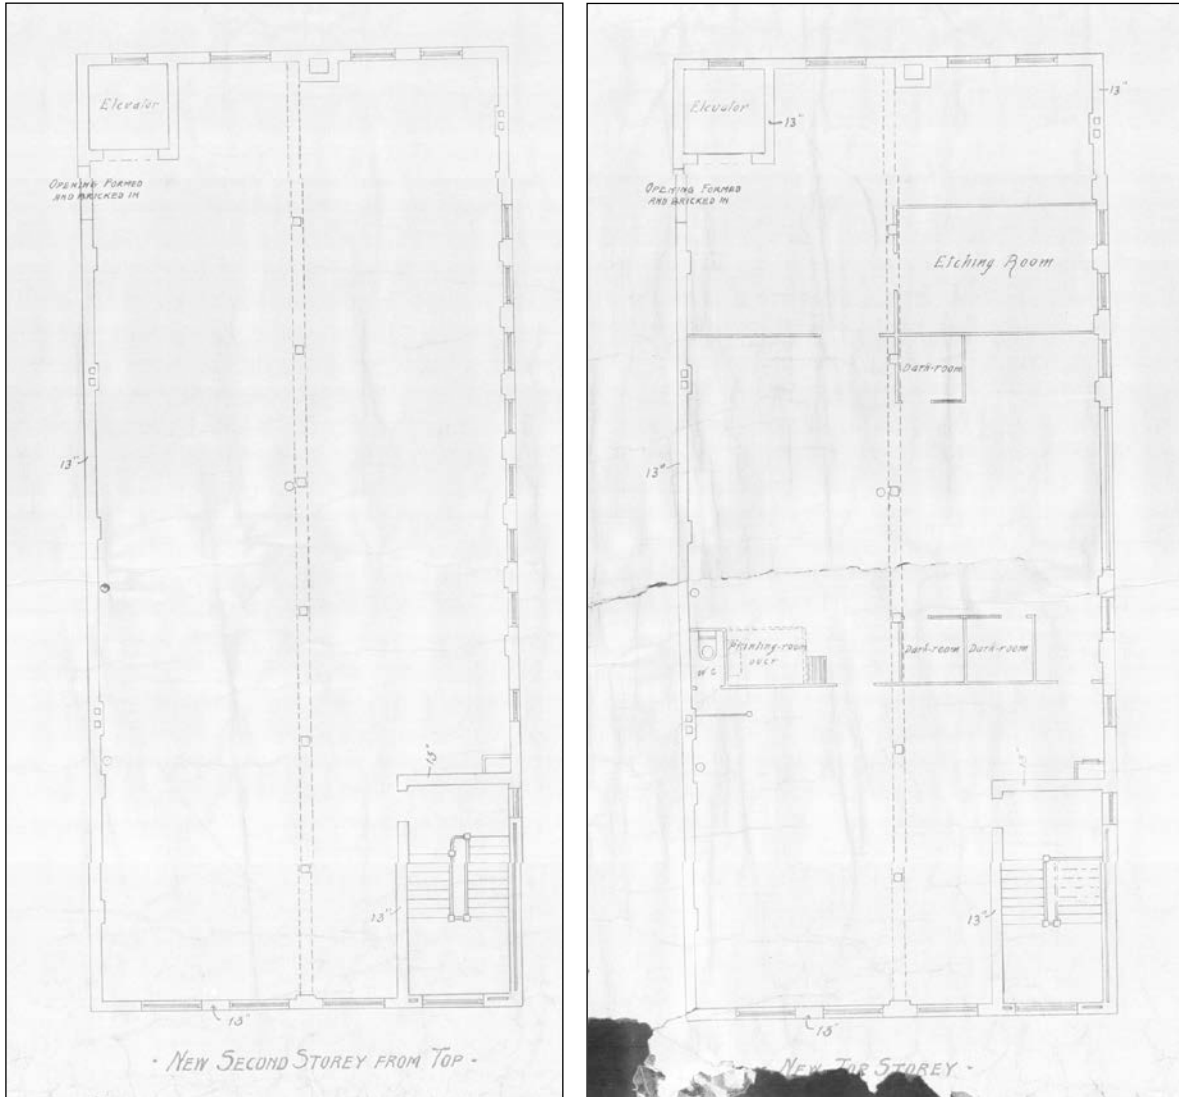 Elevator
OPENING FORMED
AND BRICKED IN
13"
13"
13"
13"
- NEW SECOND STOREY FROM TOP -
Elevator
13"
13"
OPENING FORMED
AND BRICKED IN
Etching Room
Dark-room
13"
Printing-room
over
W C
Dark-room
Dark-room
13"
13"
13"
NEW TOP STOREY -